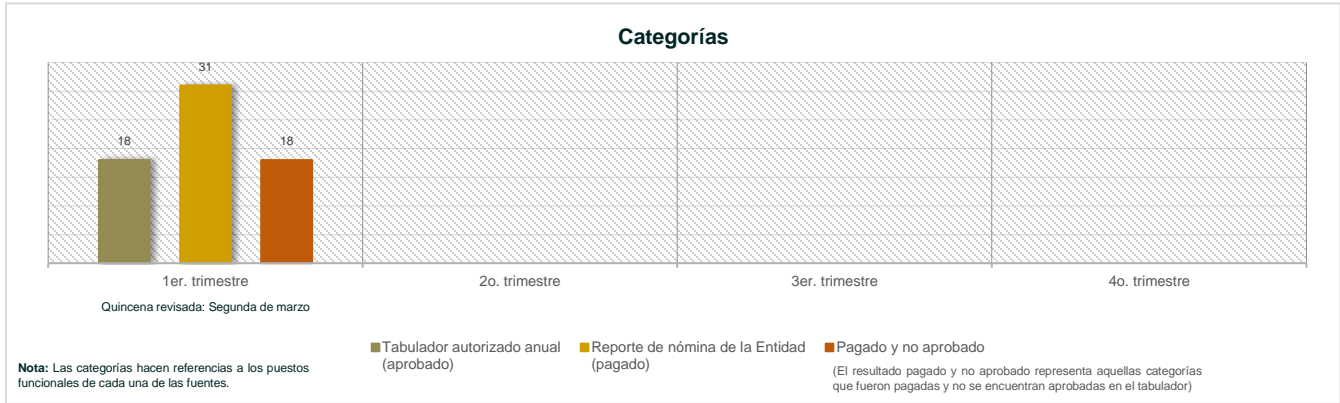 Categorías
31
18
18
1er. trimestre
2o. trimestre
3er. trimestre
4o. trimestre
Quincena revisada: Segunda de marzo
Tabulador autorizado anual
(aprobado)
Reporte de nómina de la Entidad
(pagado)
Pagado y no aprobado
(El resultado pagado y no aprobado representa aquellas categorías
que fueron pagadas y no se encuentran aprobadas en el tabulador)
Nota: Las categorías hacen referencias a los puestos
funcionales de cada una de las fuentes.